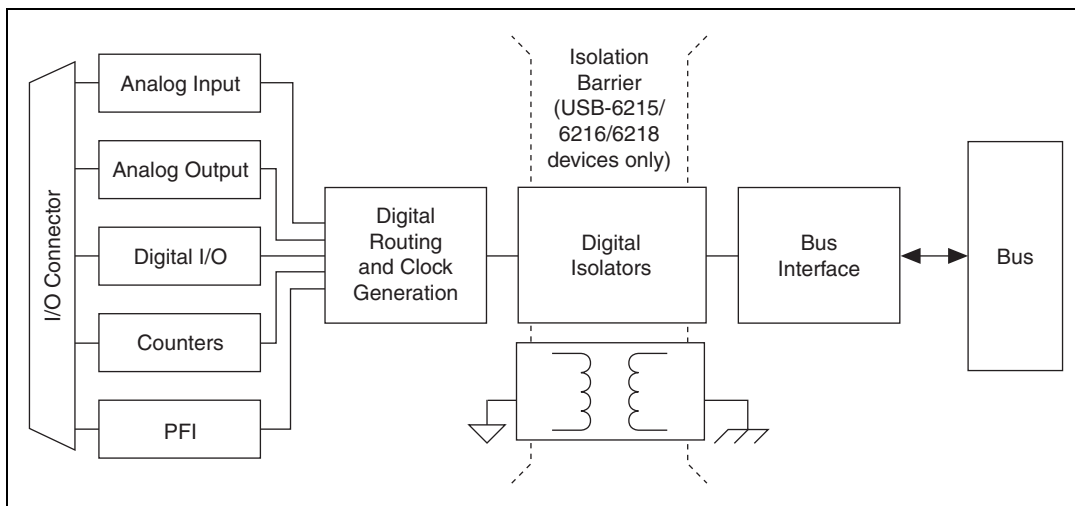 I/O Connector
Analog Input
Analog Output
Digital I/O
Counters
PFI
Digital
Routing
and Clock
Generation
Isolation
Barrier
(USB-6215/
6216/6218
devices only)
Digital
Isolators
Bus
Interface
Bus